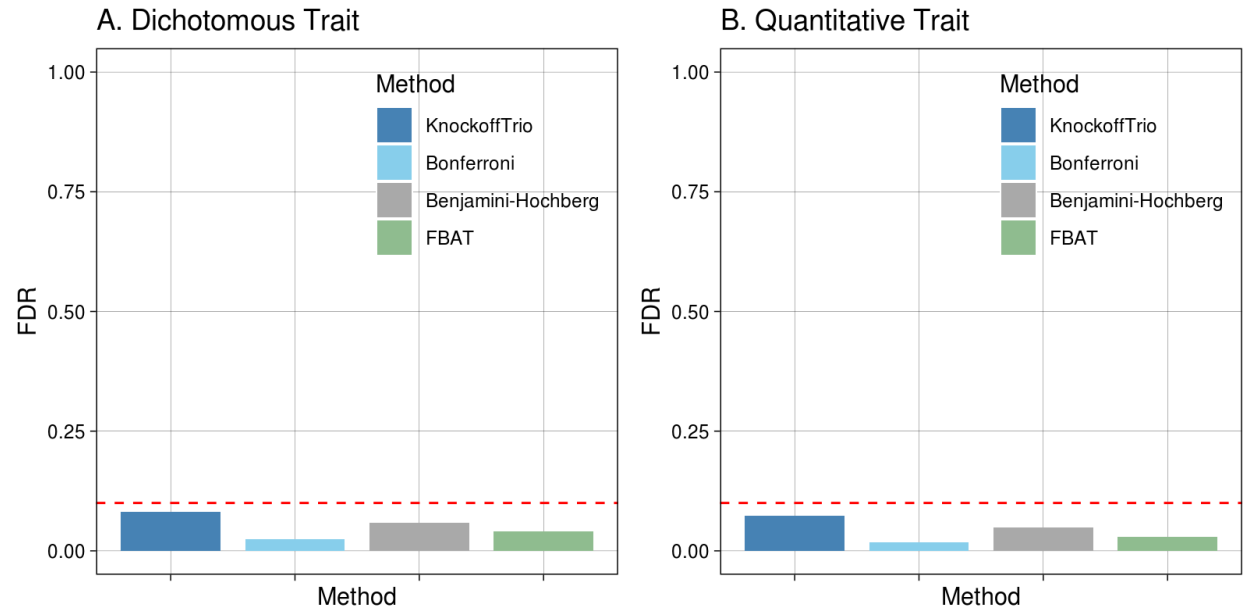 A. Dichotomous Trait
FDR
1.00
0.75
0.50
0.25
0.00
Method
KnockoffTrio
Bonferroni
Benjamini-Hochberg
FBAT
Method
B. Quantitative Trait
FDR
1.00
0.75
0.50
0.25
0.00
Method
KnockoffTrio
Bonferroni
Benjamini-Hochberg
FBAT
Method